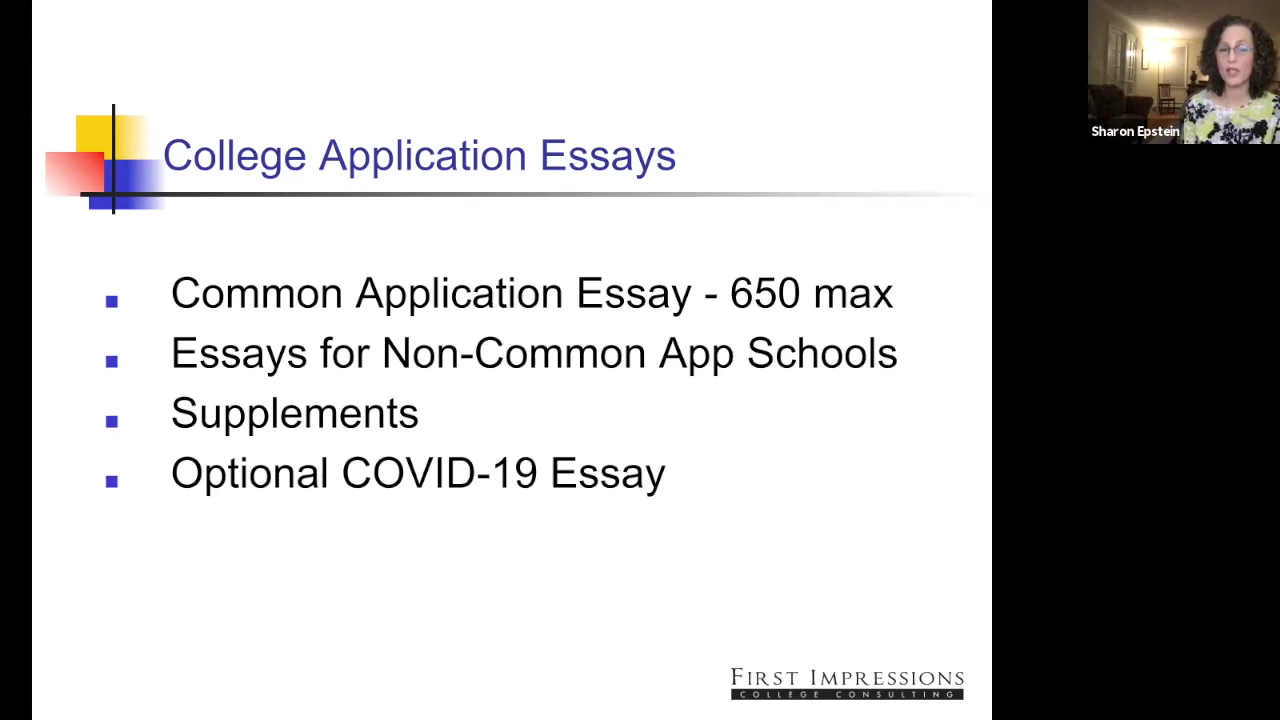 College Application Essays
Common Application Essay - 650 max
Essays for Non-Common App Schools
Supplements
Optional COVID-19 Essay
FIRST IMPRESSIONS
COLLEGE CONSULTING
Sharon Epstein